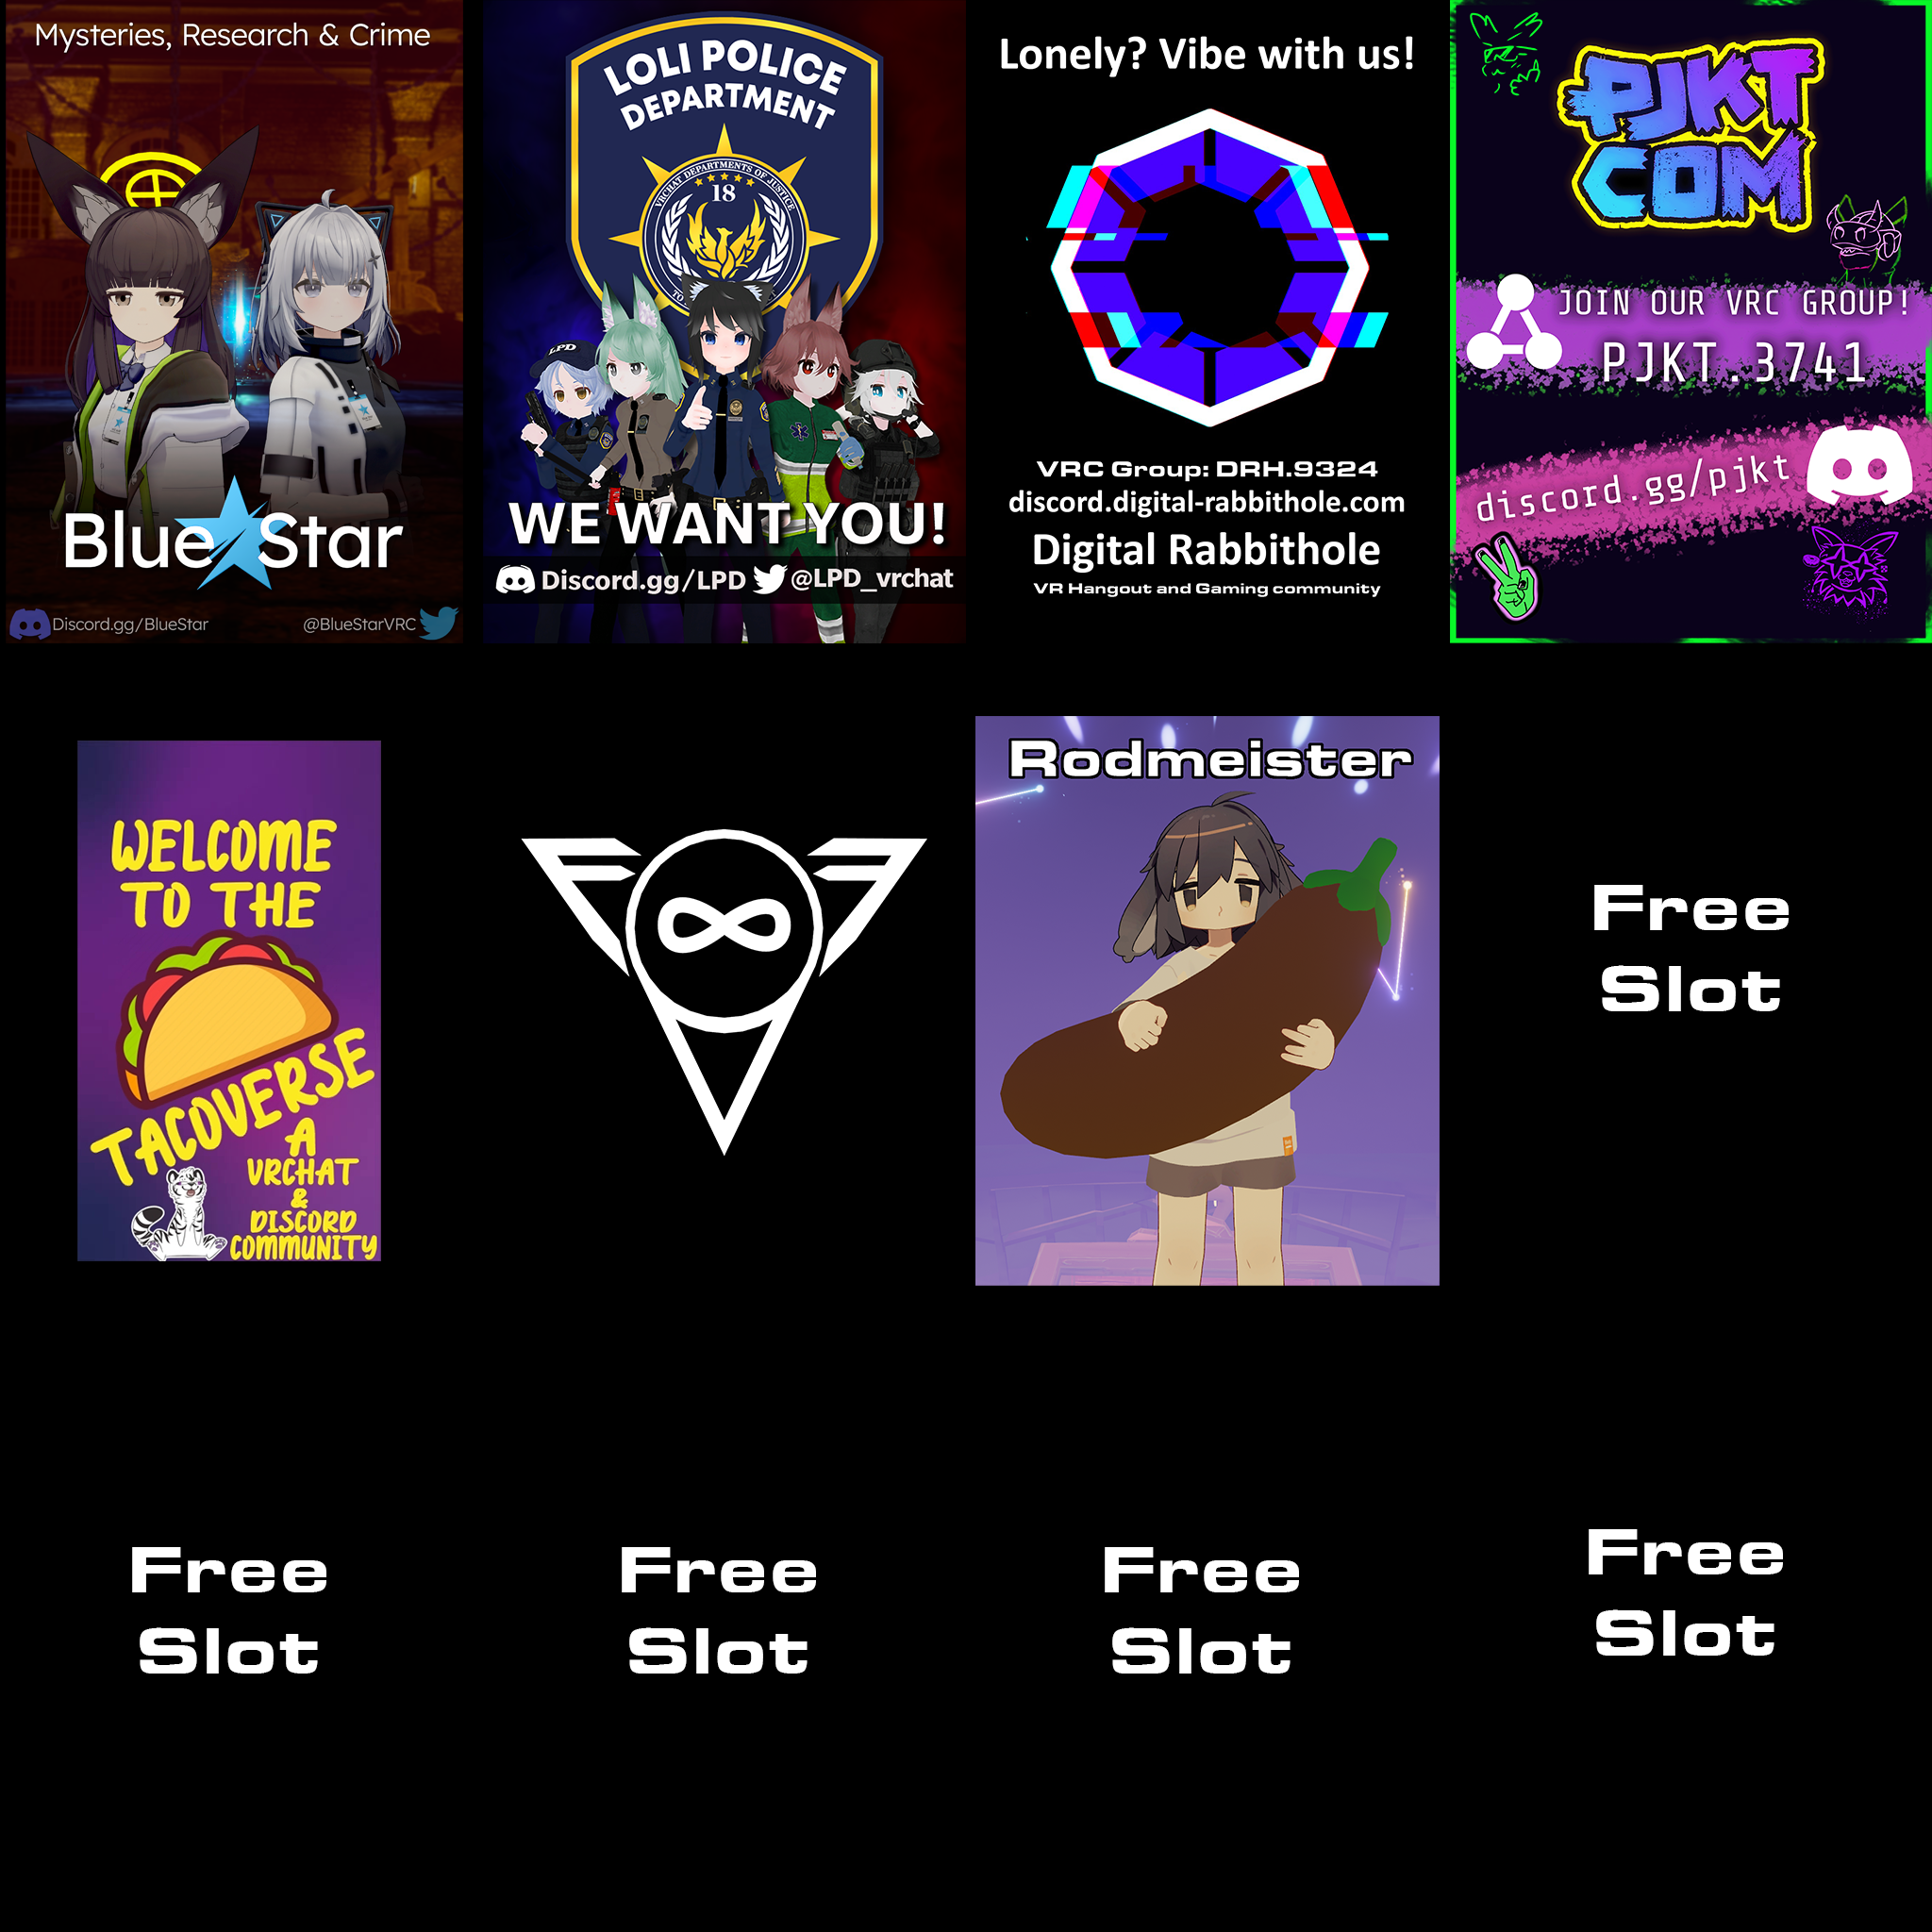 Mysteries, Research & Crime
Blue Star
Discord.gg/BlueStar
@BlueStarVRC
LOLI POLICE
DEPARTMENT
VRCHAT DEPARTMENTS OF JUSTICE
18
LPD
WE WANT YOU!
Discord.gg/LPD @LPD_vrchat
Lonely? Vibe with us!
VRC Group: DRH.9324
discord.digital-rabbithole.com
Digital Rabbithole
VR Hangout and Gaming community
PJKT
COM
JOIN OUR VRC GROUP!
PJKT.3741
discord.gg/pjkt
WELCOME
TO THE
TACOVERSE
A
VRCHAT
&
DISCORD
COMMUNITY
Rodmeister
Free
Slot
Free
Slot
Free
Slot
Free
Slot
Free
Slot